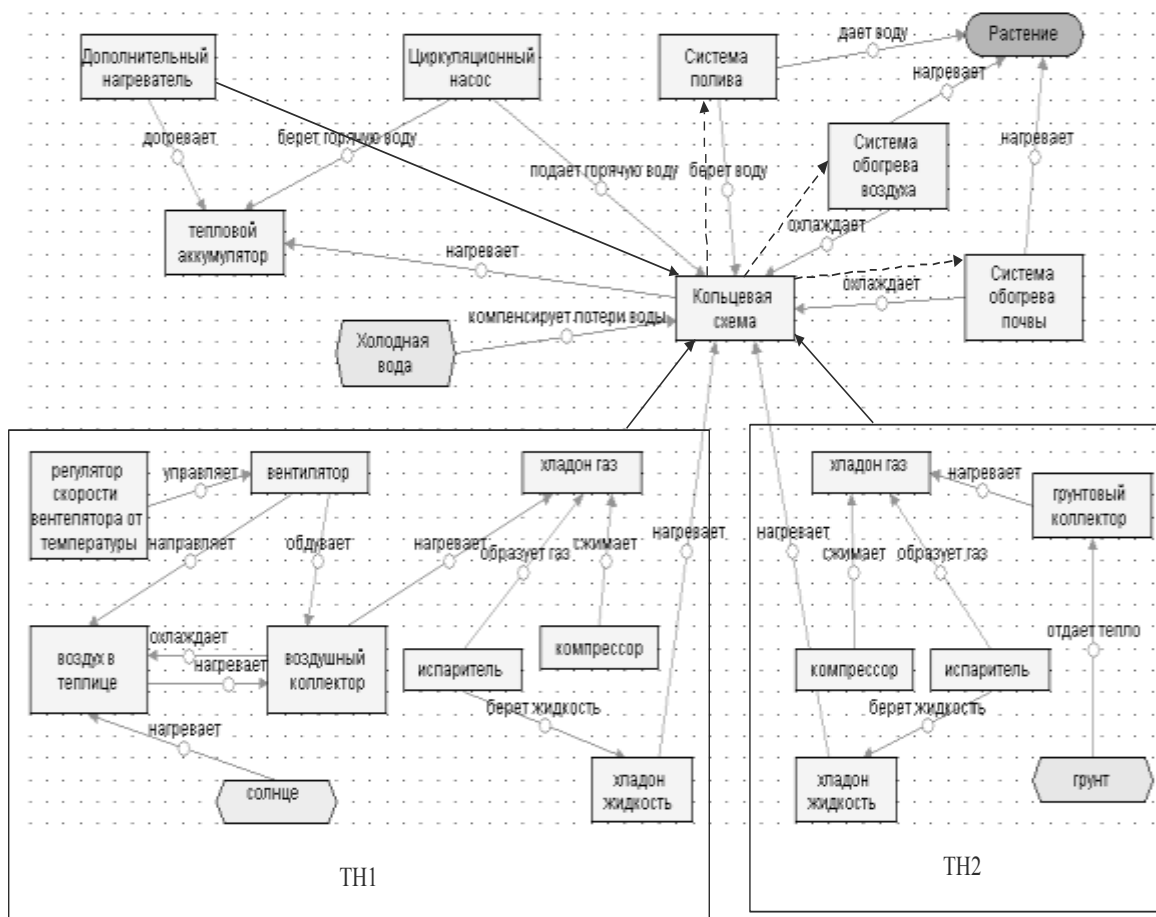 дает воду
Растение
Дополнительный
нагреватель
Циркуляционный
насос
Система
полива
нагревает
догревает
берет горячую воду
подает горячую воду
берет воду
Система
обогрева
воздуха
нагревает
охлаждает
тепловой
аккумулятор
нагревает
Кольцевая
схема
охлаждает
Система
обогрева
почвы
компенсирует потери воды
Холодная
вода
регулятор
скорости
вентелятора от
температуры
управляет
вентилятор
хладон газ
направляет
обдувает
нагревает
образует газ
сжимает
нагревает
воздух в
теплице
охлаждает
нагревает
воздушный
коллектор
испаритель
компрессор
берет жидкость
нагревает
солнце
хладон
жидкость
ТН1
хладон газ
нагревает
грунтовый
коллектор
нагревает
сжимает
образует газ
отдает тепло
компрессор
испаритель
берет жидкость
хладон
жидкость
грунт
ТН2